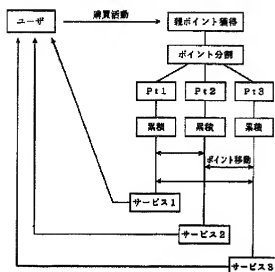 ユーザ
購買活動
種ポイント獲得
ポイント分割
Pt1 Pt2 Pt3
累積 累積 累積
ポイント移動
サービス1
サービス2
サービス3